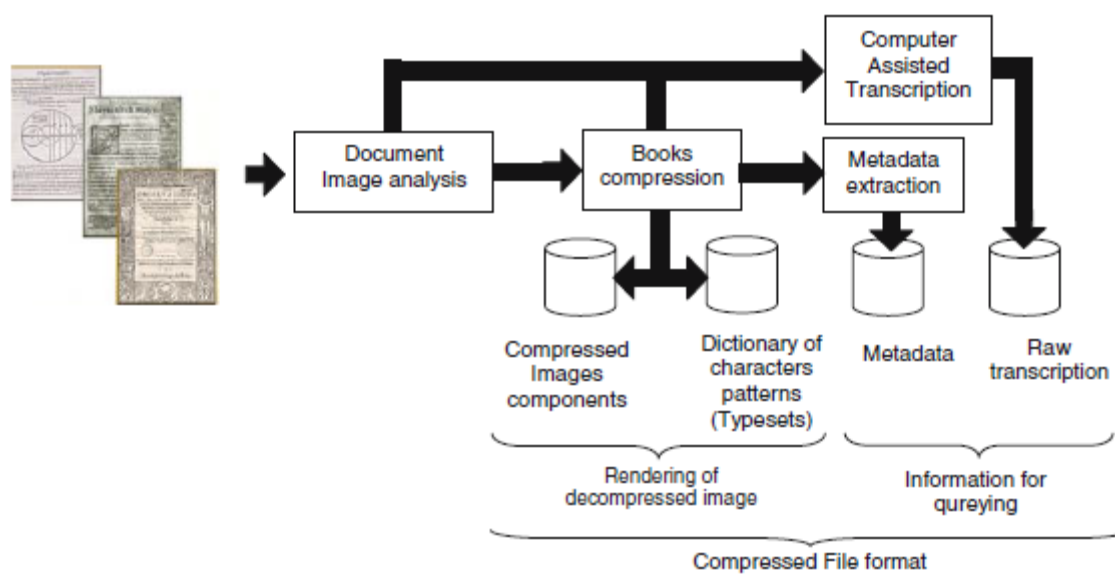 Computer
Assisted
Transcription
Document
Image analysis
Books
compression
Metadada
extraction
Compressed
Images
components
Dictionary of
characters
patterns
(Typesets)
Metadata
Raw
transcription
Rendering of
decompressed image
Information for
qureying
Compressed File format